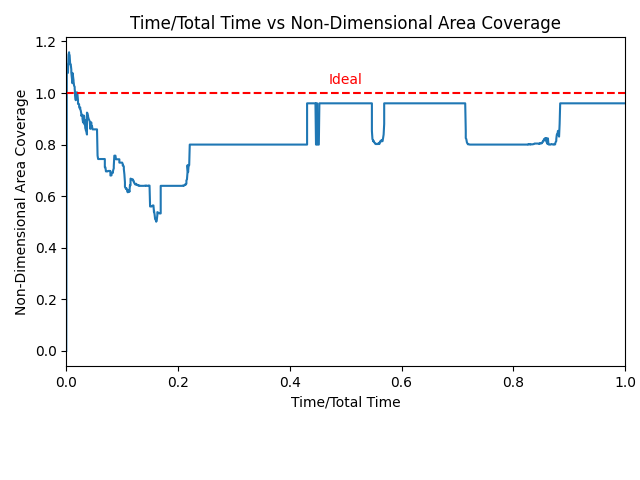 Time/Total Time vs Non-Dimensional Area Coverage
1.2
1.0
0.8
0.6
0.4
0.2
0.0
Non-Dimensional Area Coverage
Ideal
0.0 0.2 0.4 0.6 0.8 1.0
Time/Total Time